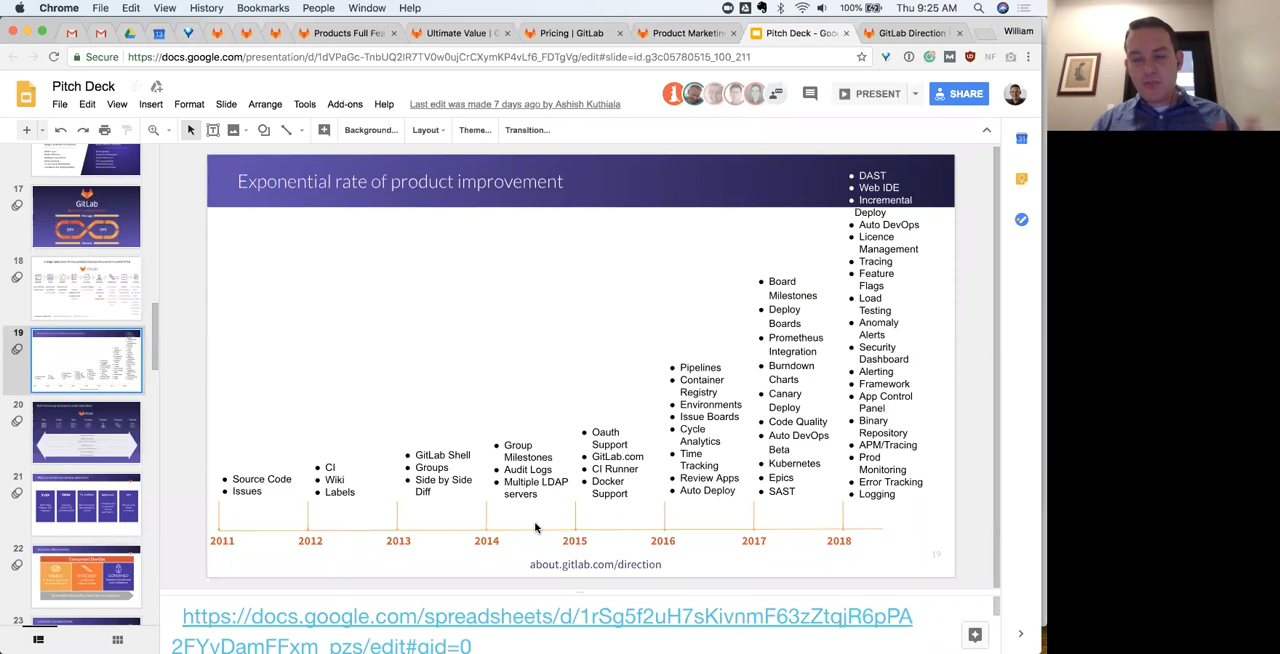 Chrome File Edit View History Bookmarks People Window Help
100% Thu 9:25 AM
Products Full Fea
Ultimate Value | G
Pricing | GitLab
Product Marketin
Pitch Deck - Goo
GitLab Direction
William
Secure https://docs.google.com/presentation/d/1dVPaGc-TnbUQ2IR7TV0w0ujCrCXymKP4vLf6_FDTgVg/edit#slide=id.g3c05780515_100_211
Pitch Deck
File Edit View Insert Format Slide Arrange Tools Add-ons Help
Last edit was made 7 days ago by Ashish Kuthiala
PRESENT
SHARE
Background... Layout Theme... Transition...
17
GitLab
DEV OPS
18
19
20
21
22
23
Exponential rate of product improvement
Source Code
Issues
CI
Wiki
Labels
GitLab Shell
Groups
Side by Side
Diff
Group
Milestones
Audit Logs
Multiple LDAP
servers
Oauth
Support
GitLab.com
CI Runner
Docker
Support
Pipelines
Container
Registry
Environments
Issue Boards
Cycle
Analytics
Time
Tracking
Review Apps
Auto Deploy
Board
Milestones
Deploy
Boards
Prometheus
Integration
Burndown
Charts
Canary
Deploy
Code Quality
Auto DevOps
Beta
Kubernetes
Epics
SAST
DAST
Web IDE
Incremental
Deploy
Auto DevOps
Licence
Management
Tracing
Feature
Flags
Load
Testing
Anomaly
Alerts
Security
Dashboard
Alerting
Framework
App Control
Panel
Binary
Repository
APM/Tracing
Prod
Monitoring
Error Tracking
Logging
2011 2012 2013 2014 2015 2016 2017 2018
about.gitlab.com/direction
19
https://docs.google.com/spreadsheets/d/1rSg5f2uH7sKivnmF63zZtqjR6pPA
2FYyDamFFxm_pzs/edit#gid=0